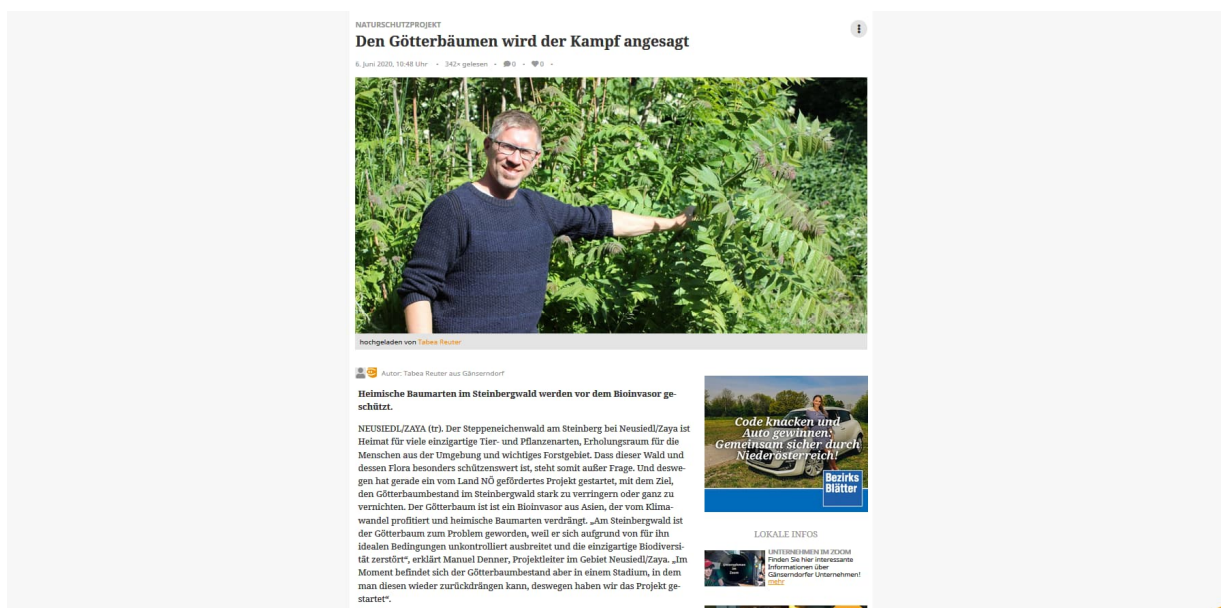 NATURSCHUTZPROJEKT
Den Götterbäumen wird der Kampf angesagt
6. Juni 2020, 10:48 Uhr • 342× gelesen • 0 • 0 •
hochgeladen von Tabea Reuter
Autor: Tabea Reuter aus Gänserndorf
Heimische Baumarten im Steinbergwald werden vor dem Bioinvasor ge-
schützt.
NEUSIEDL/ZAYA (tr). Der Steppeneichenwald am Steinberg bei Neusiedl/Zaya ist
Heimat für viele einzigartige Tier- und Pflanzenarten, Erholungsraum für die
Menschen aus der Umgebung und wichtiges Forstgebiet. Dass dieser Wald und
dessen Flora besonders schützenswert ist, steht somit außer Frage. Und deswe-
gen hat gerade ein vom Land NÖ gefördertes Projekt gestartet, mit dem Ziel,
den Götterbaumbestand im Steinbergwald stark zu verringern oder ganz zu
vernichten. Der Götterbaum ist ist ein Bioinvasor aus Asien, der vom Klima-
wandel profitiert und heimische Baumarten verdrängt. „Am Steinbergwald ist
der Götterbaum zum Problem geworden, weil er sich aufgrund von für ihn
idealen Bedingungen unkontrolliert ausbreitet und die einzigartige Biodiversi-
tät zerstört“, erklärt Manuel Denner, Projektleiter im Gebiet Neusiedl/Zaya. „Im
Moment befindet sich der Götterbaumbestand aber in einem Stadium, in dem
man diesen wieder zurückdrängen kann, deswegen haben wir das Projekt ge-
startet“.
Code knacken und
Auto gewinnen:
Gemeinsam sicher durch
Niederösterreich!
Bezirks
Blätter
LOKALE INFOS
UNTERNEHMEN IM ZOOM
Finden Sie hier interessante
Informationen über
Gänserndorfer Unternehmen!
mehr